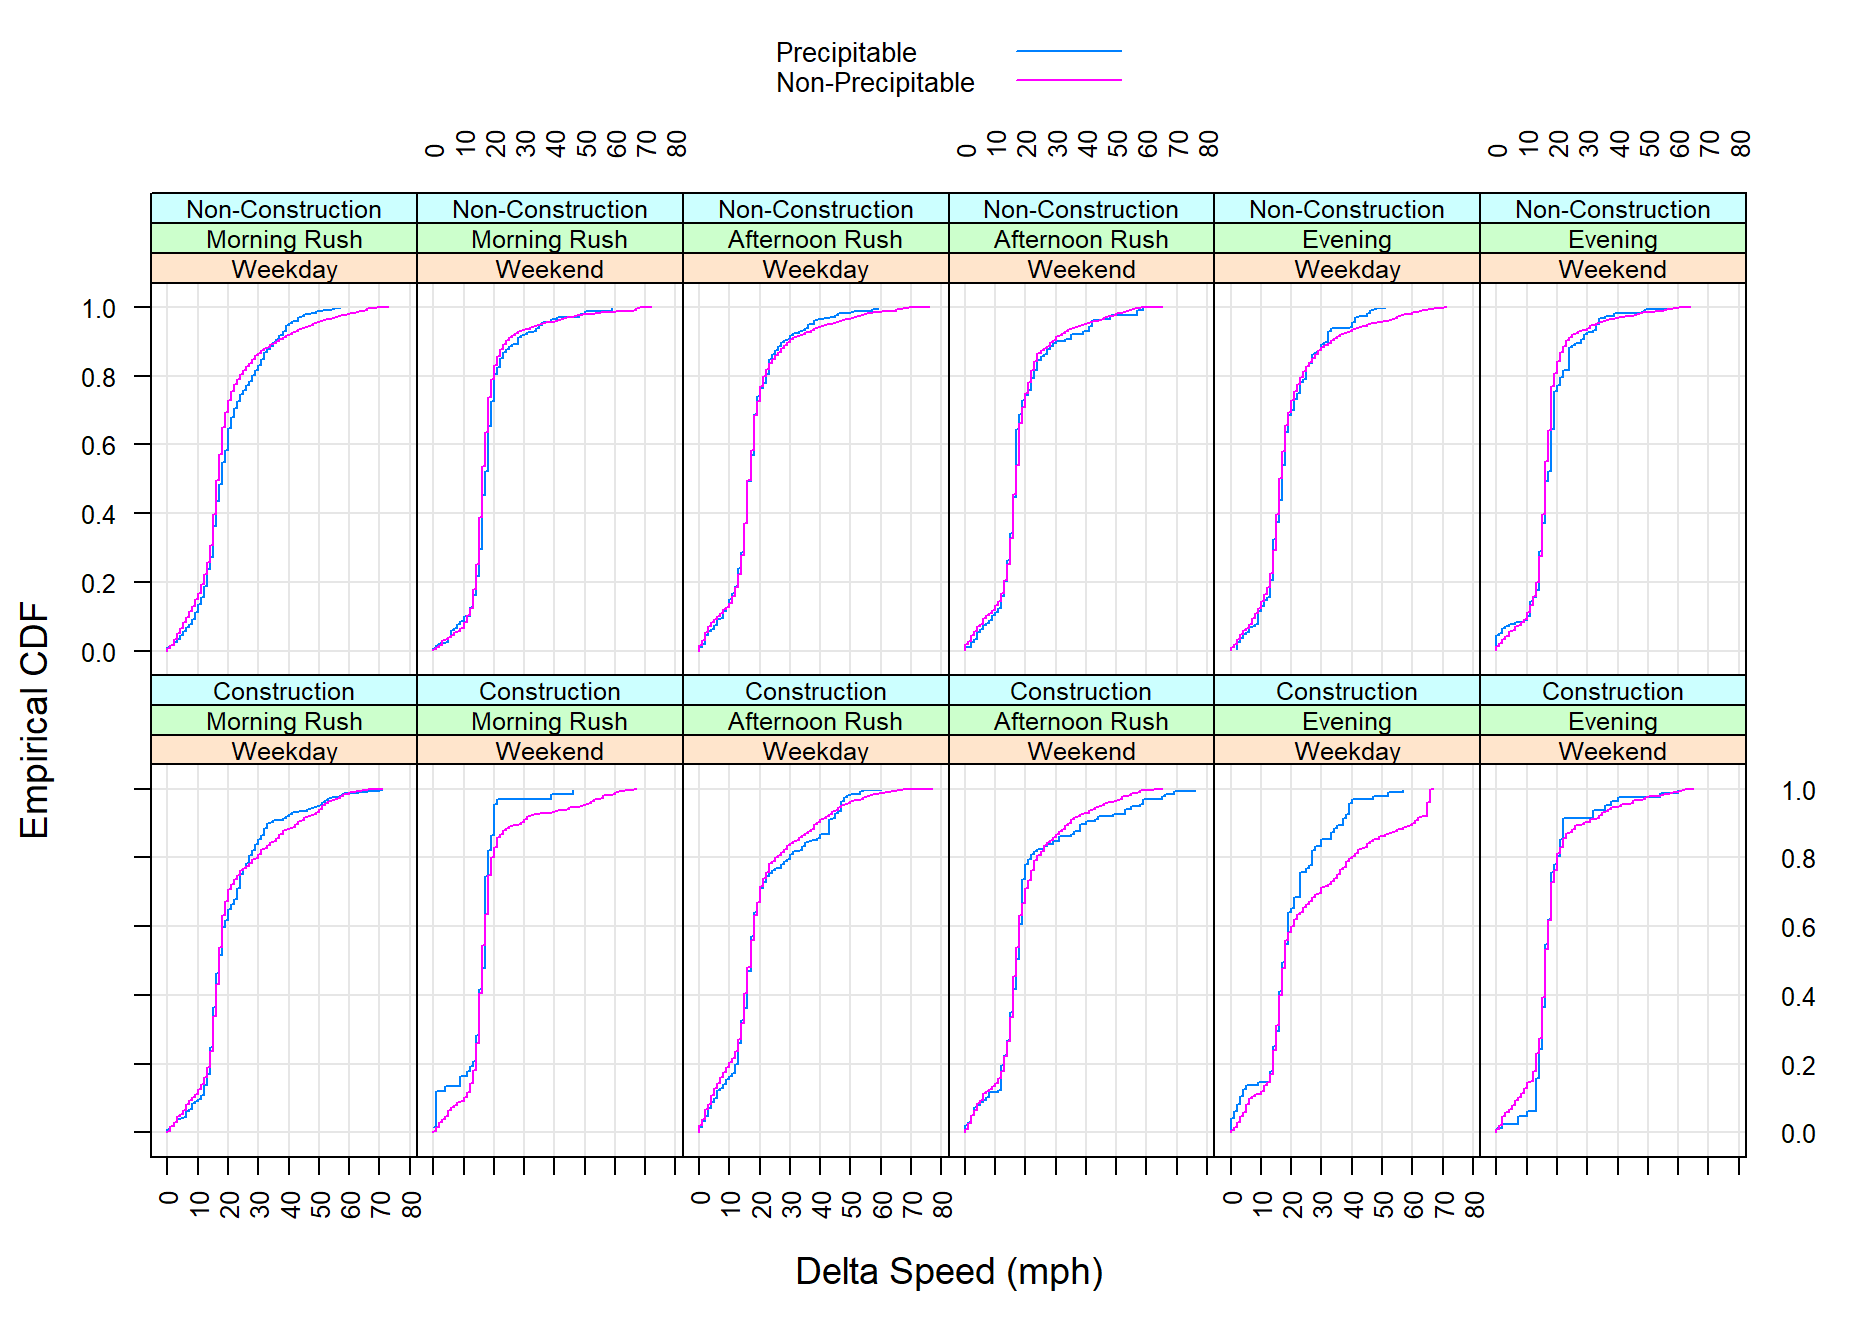 Precipitable
Non-Precipitable
0 10 20 30 40 50 60 70 80 0 10 20 30 40 50 60 70 80 0 10 20 30 40 50 60 70 80
Non-Construction Non-Construction Non-Construction Non-Construction Non-Construction Non-Construction
Morning Rush Morning Rush Afternoon Rush Afternoon Rush Evening Evening
Weekday Weekend Weekday Weekend Weekday Weekend
1.0
0.8
0.6
0.4
0.2
0.0
Empirical CDF
Construction Construction Construction Construction Construction Construction
Morning Rush Morning Rush Afternoon Rush Afternoon Rush Evening Evening
Weekday Weekend Weekday Weekend Weekday Weekend
1.0
0.8
0.6
0.4
0.2
0.0
0 10 20 30 40 50 60 70 80 0 10 20 30 40 50 60 70 80 0 10 20 30 40 50 60 70 80
Delta Speed (mph)